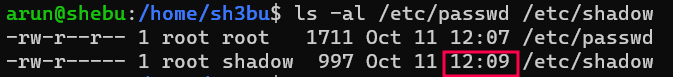 arun@shebu:/home/sh3bu$ ls -al /etc/passwd /etc/shadow
-rw-r--r-- 1 root root   1711 Oct 11 12:07 /etc/passwd
-rw-r----- 1 root shadow  997 Oct 11 12:09 /etc/shadow